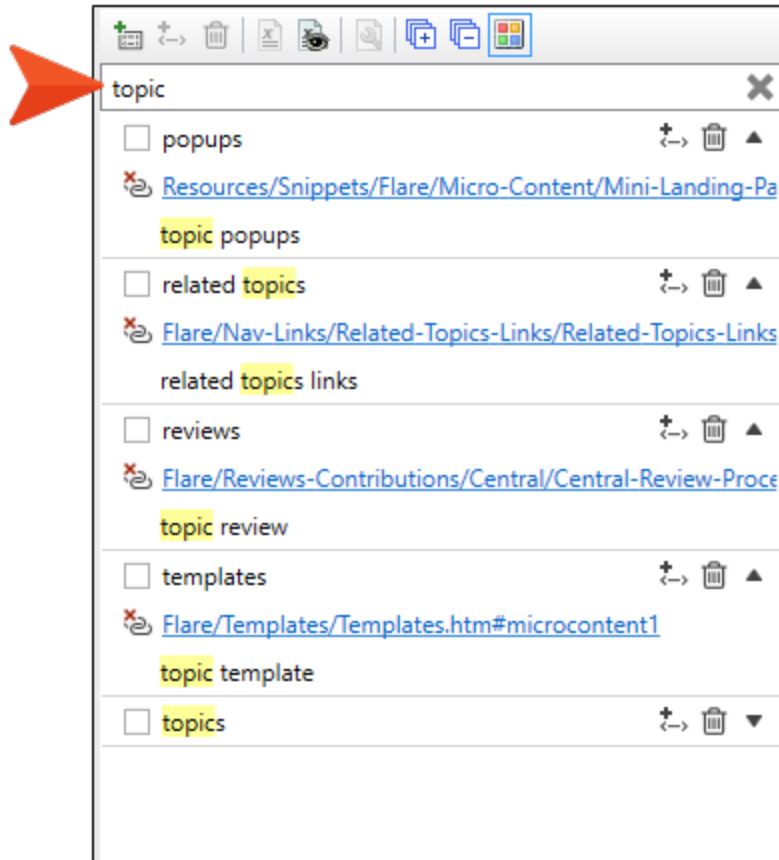 topic
popups
Resources/Snippets/Flare/Micro-Content/Mini-Landing-Pa
topic popups
related topics
Flare/Nav-Links/Related-Topics-Links/Related-Topics-Links
related topics links
reviews
Flare/Reviews-Contributions/Central/Central-Review-Proce
topic review
templates
Flare/Templates/Templates.htm#microcontent1
topic template
topics